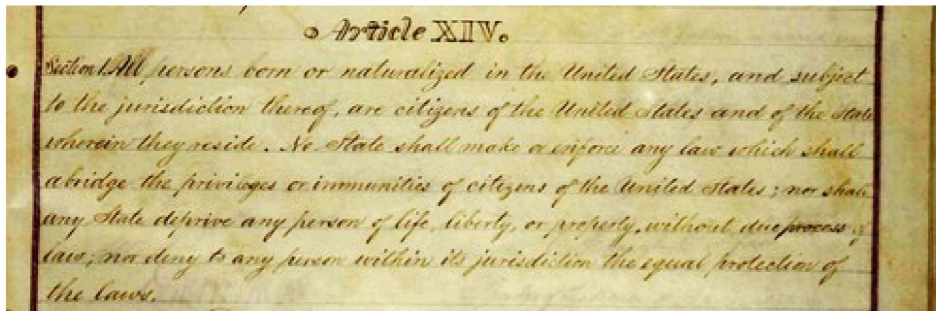 Article XIV.
Section 1. All persons born or naturalized in the United States, and subject
to the jurisdiction thereof, are citizens of the United States and of the State
wherein they reside. No State shall make or enforce any law which shall
abridge the privileges or immunities of citizens of the United States; nor shall
any State deprive any person of life, liberty, or property, without due process of
law; nor deny to any person within its jurisdiction the equal protection of
the laws.